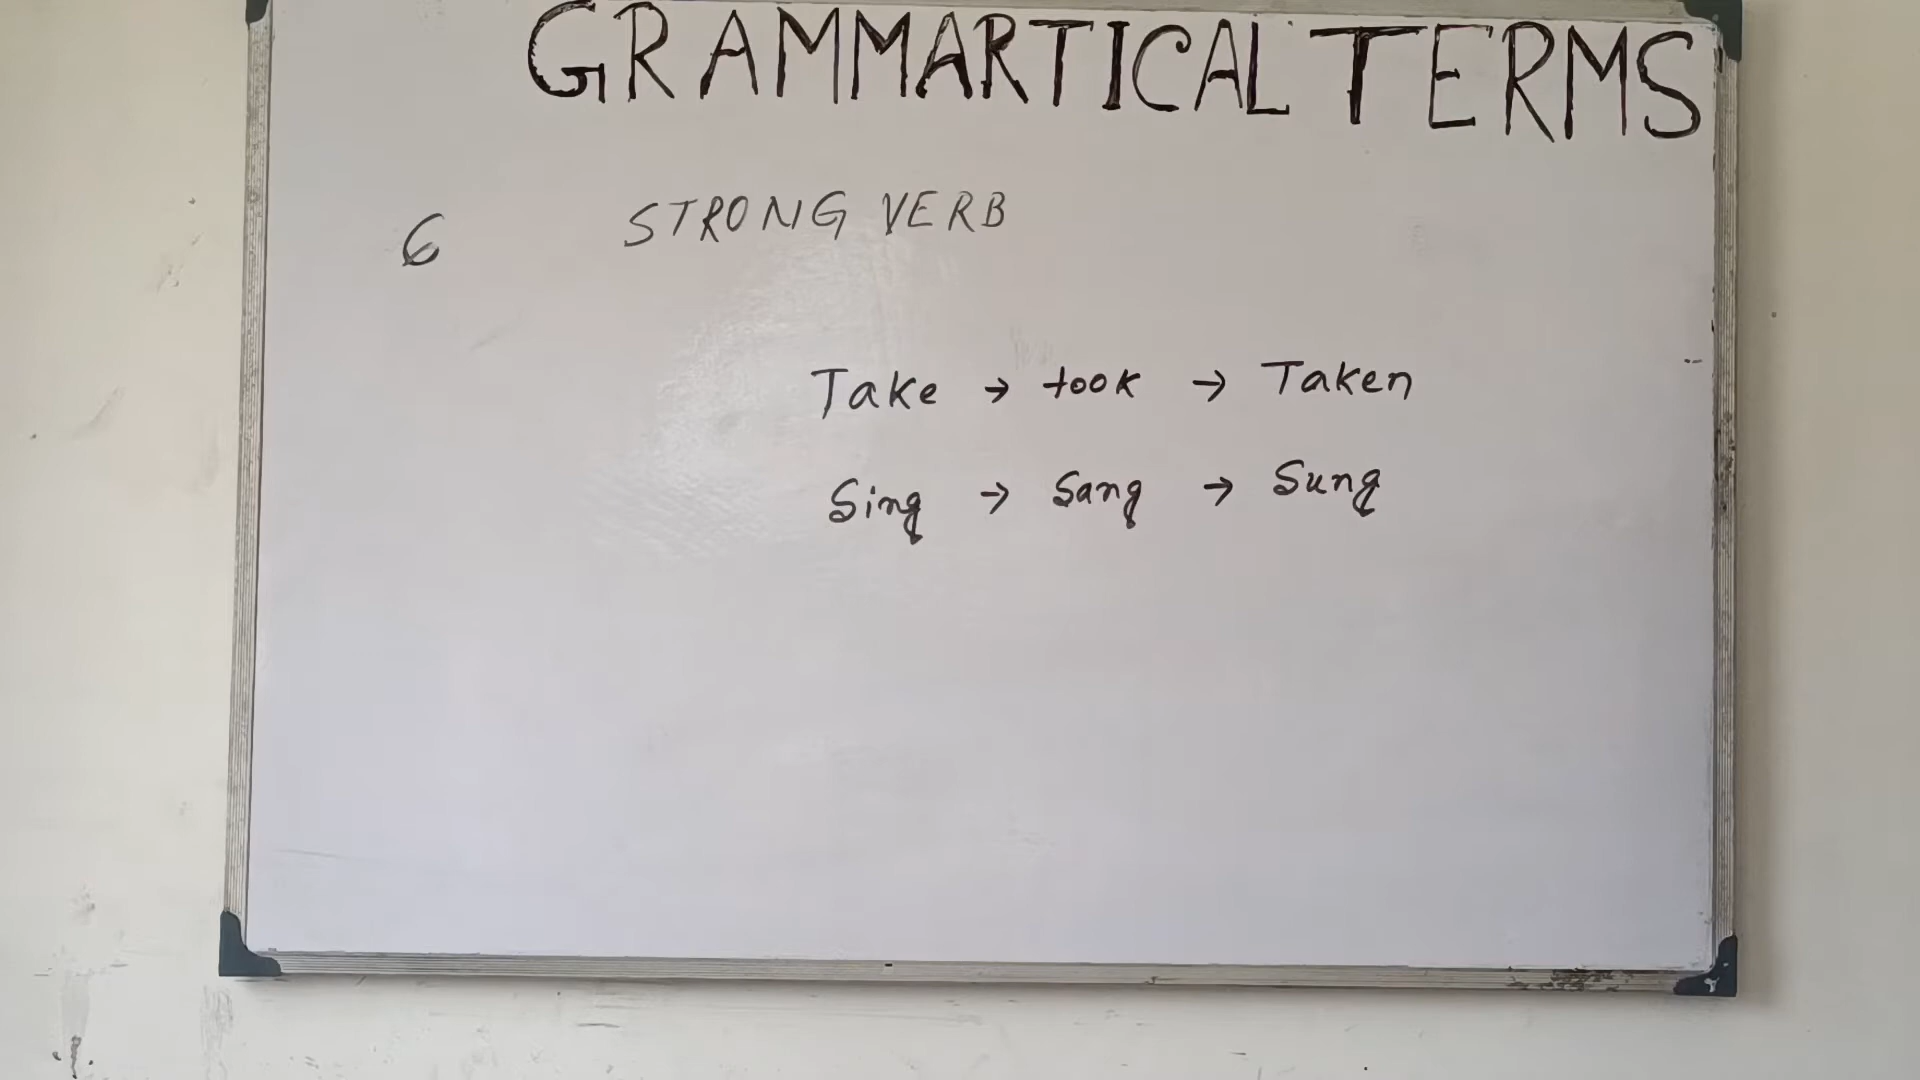 GRAMMARTICAL TERMS
6 STRONG VERB
Take → took → Taken
Sing → Sang → Sung